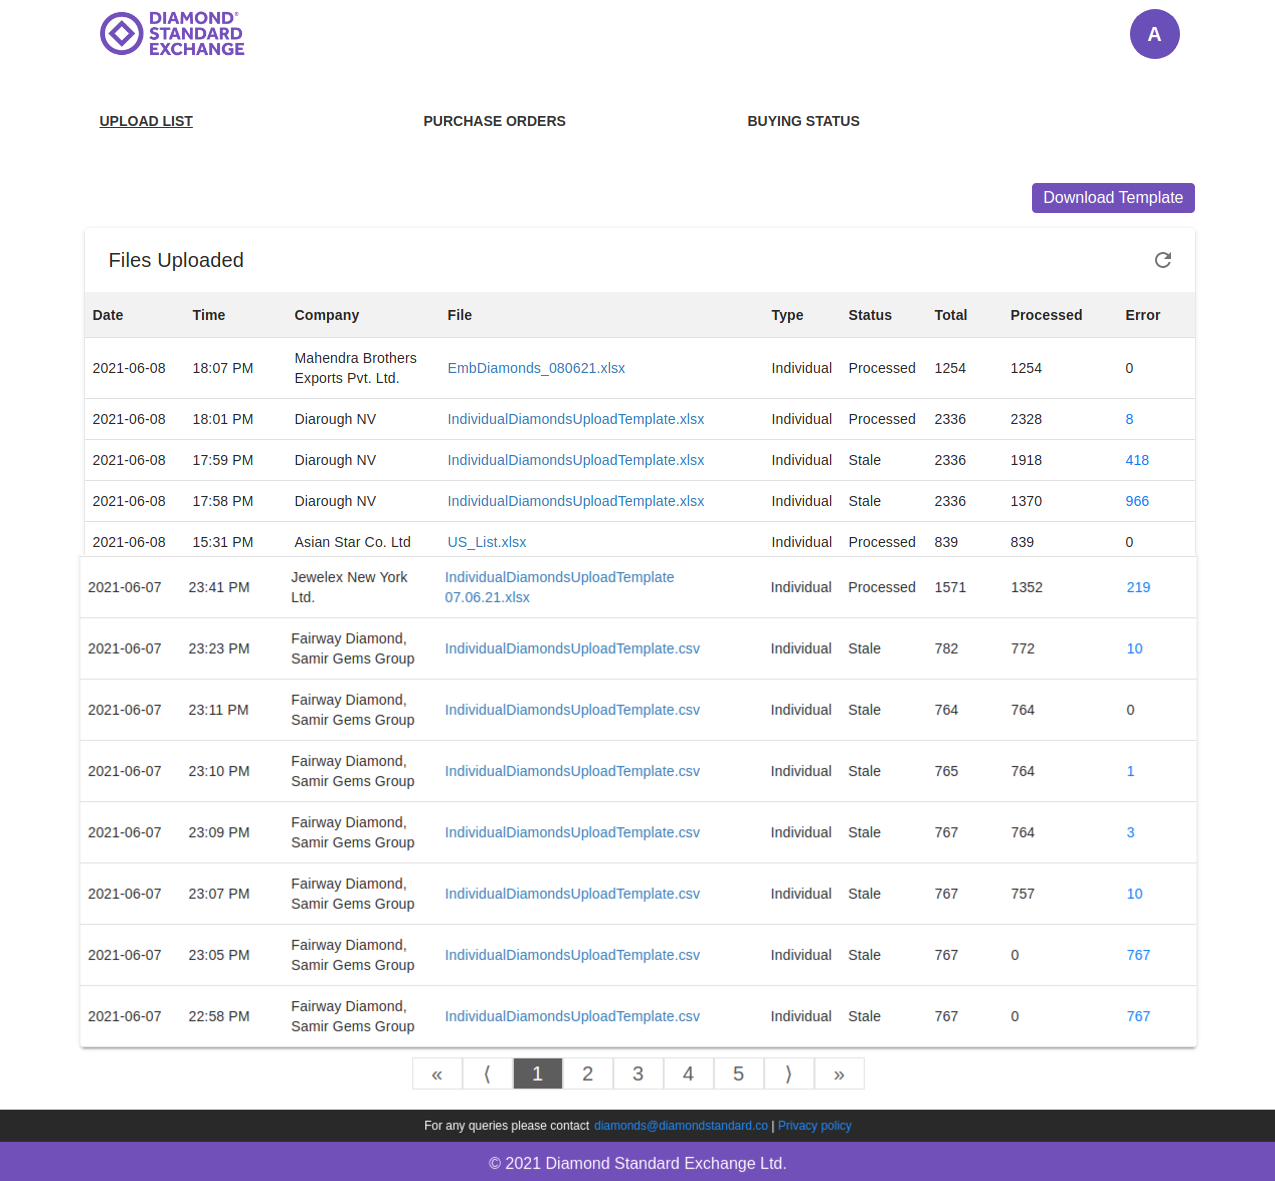 DIAMOND®
STANDARD
EXCHANGE
A
UPLOAD LIST PURCHASE ORDERS BUYING STATUS
Download Template
Files Uploaded
Date Time Company File Type Status Total Processed Error
2021-06-08 18:07 PM Mahendra Brothers Exports Pvt. Ltd. EmbDiamonds_080621.xlsx Individual Processed 1254 1254 0
2021-06-08 18:01 PM Diarough NV IndividualDiamondsUploadTemplate.xlsx Individual Processed 2336 2328 8
2021-06-08 17:59 PM Diarough NV IndividualDiamondsUploadTemplate.xlsx Individual Stale 2336 1918 418
2021-06-08 17:58 PM Diarough NV IndividualDiamondsUploadTemplate.xlsx Individual Stale 2336 1370 966
2021-06-08 15:31 PM Asian Star Co. Ltd US_List.xlsx Individual Processed 839 839 0
2021-06-07 23:41 PM Jewelex New York Ltd. IndividualDiamondsUploadTemplate 07.06.21.xlsx Individual Processed 1571 1352 219
2021-06-07 23:23 PM Fairway Diamond, Samir Gems Group IndividualDiamondsUploadTemplate.csv Individual Stale 782 772 10
2021-06-07 23:11 PM Fairway Diamond, Samir Gems Group IndividualDiamondsUploadTemplate.csv Individual Stale 764 764 0
2021-06-07 23:10 PM Fairway Diamond, Samir Gems Group IndividualDiamondsUploadTemplate.csv Individual Stale 765 764 1
2021-06-07 23:09 PM Fairway Diamond, Samir Gems Group IndividualDiamondsUploadTemplate.csv Individual Stale 767 764 3
2021-06-07 23:07 PM Fairway Diamond, Samir Gems Group IndividualDiamondsUploadTemplate.csv Individual Stale 767 757 10
2021-06-07 23:05 PM Fairway Diamond, Samir Gems Group IndividualDiamondsUploadTemplate.csv Individual Stale 767 0 767
2021-06-07 22:58 PM Fairway Diamond, Samir Gems Group IndividualDiamondsUploadTemplate.csv Individual Stale 767 0 767
« ⟨ 1 2 3 4 5 ⟩ »
For any queries please contact diamonds@diamondstandard.co | Privacy policy
© 2021 Diamond Standard Exchange Ltd.